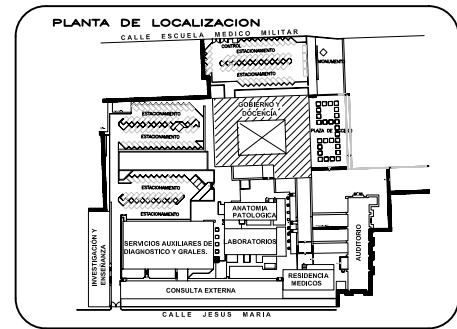 PLANTA DE LOCALIZACION
CALLE ESCUELA MEDICO MILITAR
CONTROL
ESTACIONAMIENTO
MONUMENTO
ESTACIONAMIENTO
GOBIERNO Y
DOCENCIA
ESTACIONAMIENTO
PLAZA DE
ESTACIONAMIENTO
ESTACIONAMIENTO
ESTACIONAMIENTO
ANATOMIA
PATOLOGICA
INVESTIGACION Y
ENSEÑANZA
SERVICIOS AUXILIARES DE
DIAGNOSTICO Y GRALES.
LABORATORIOS
AUDITORIO
RESIDENCIA
MEDICOS
CONSULTA EXTERNA
CALLE JESUS MARIA